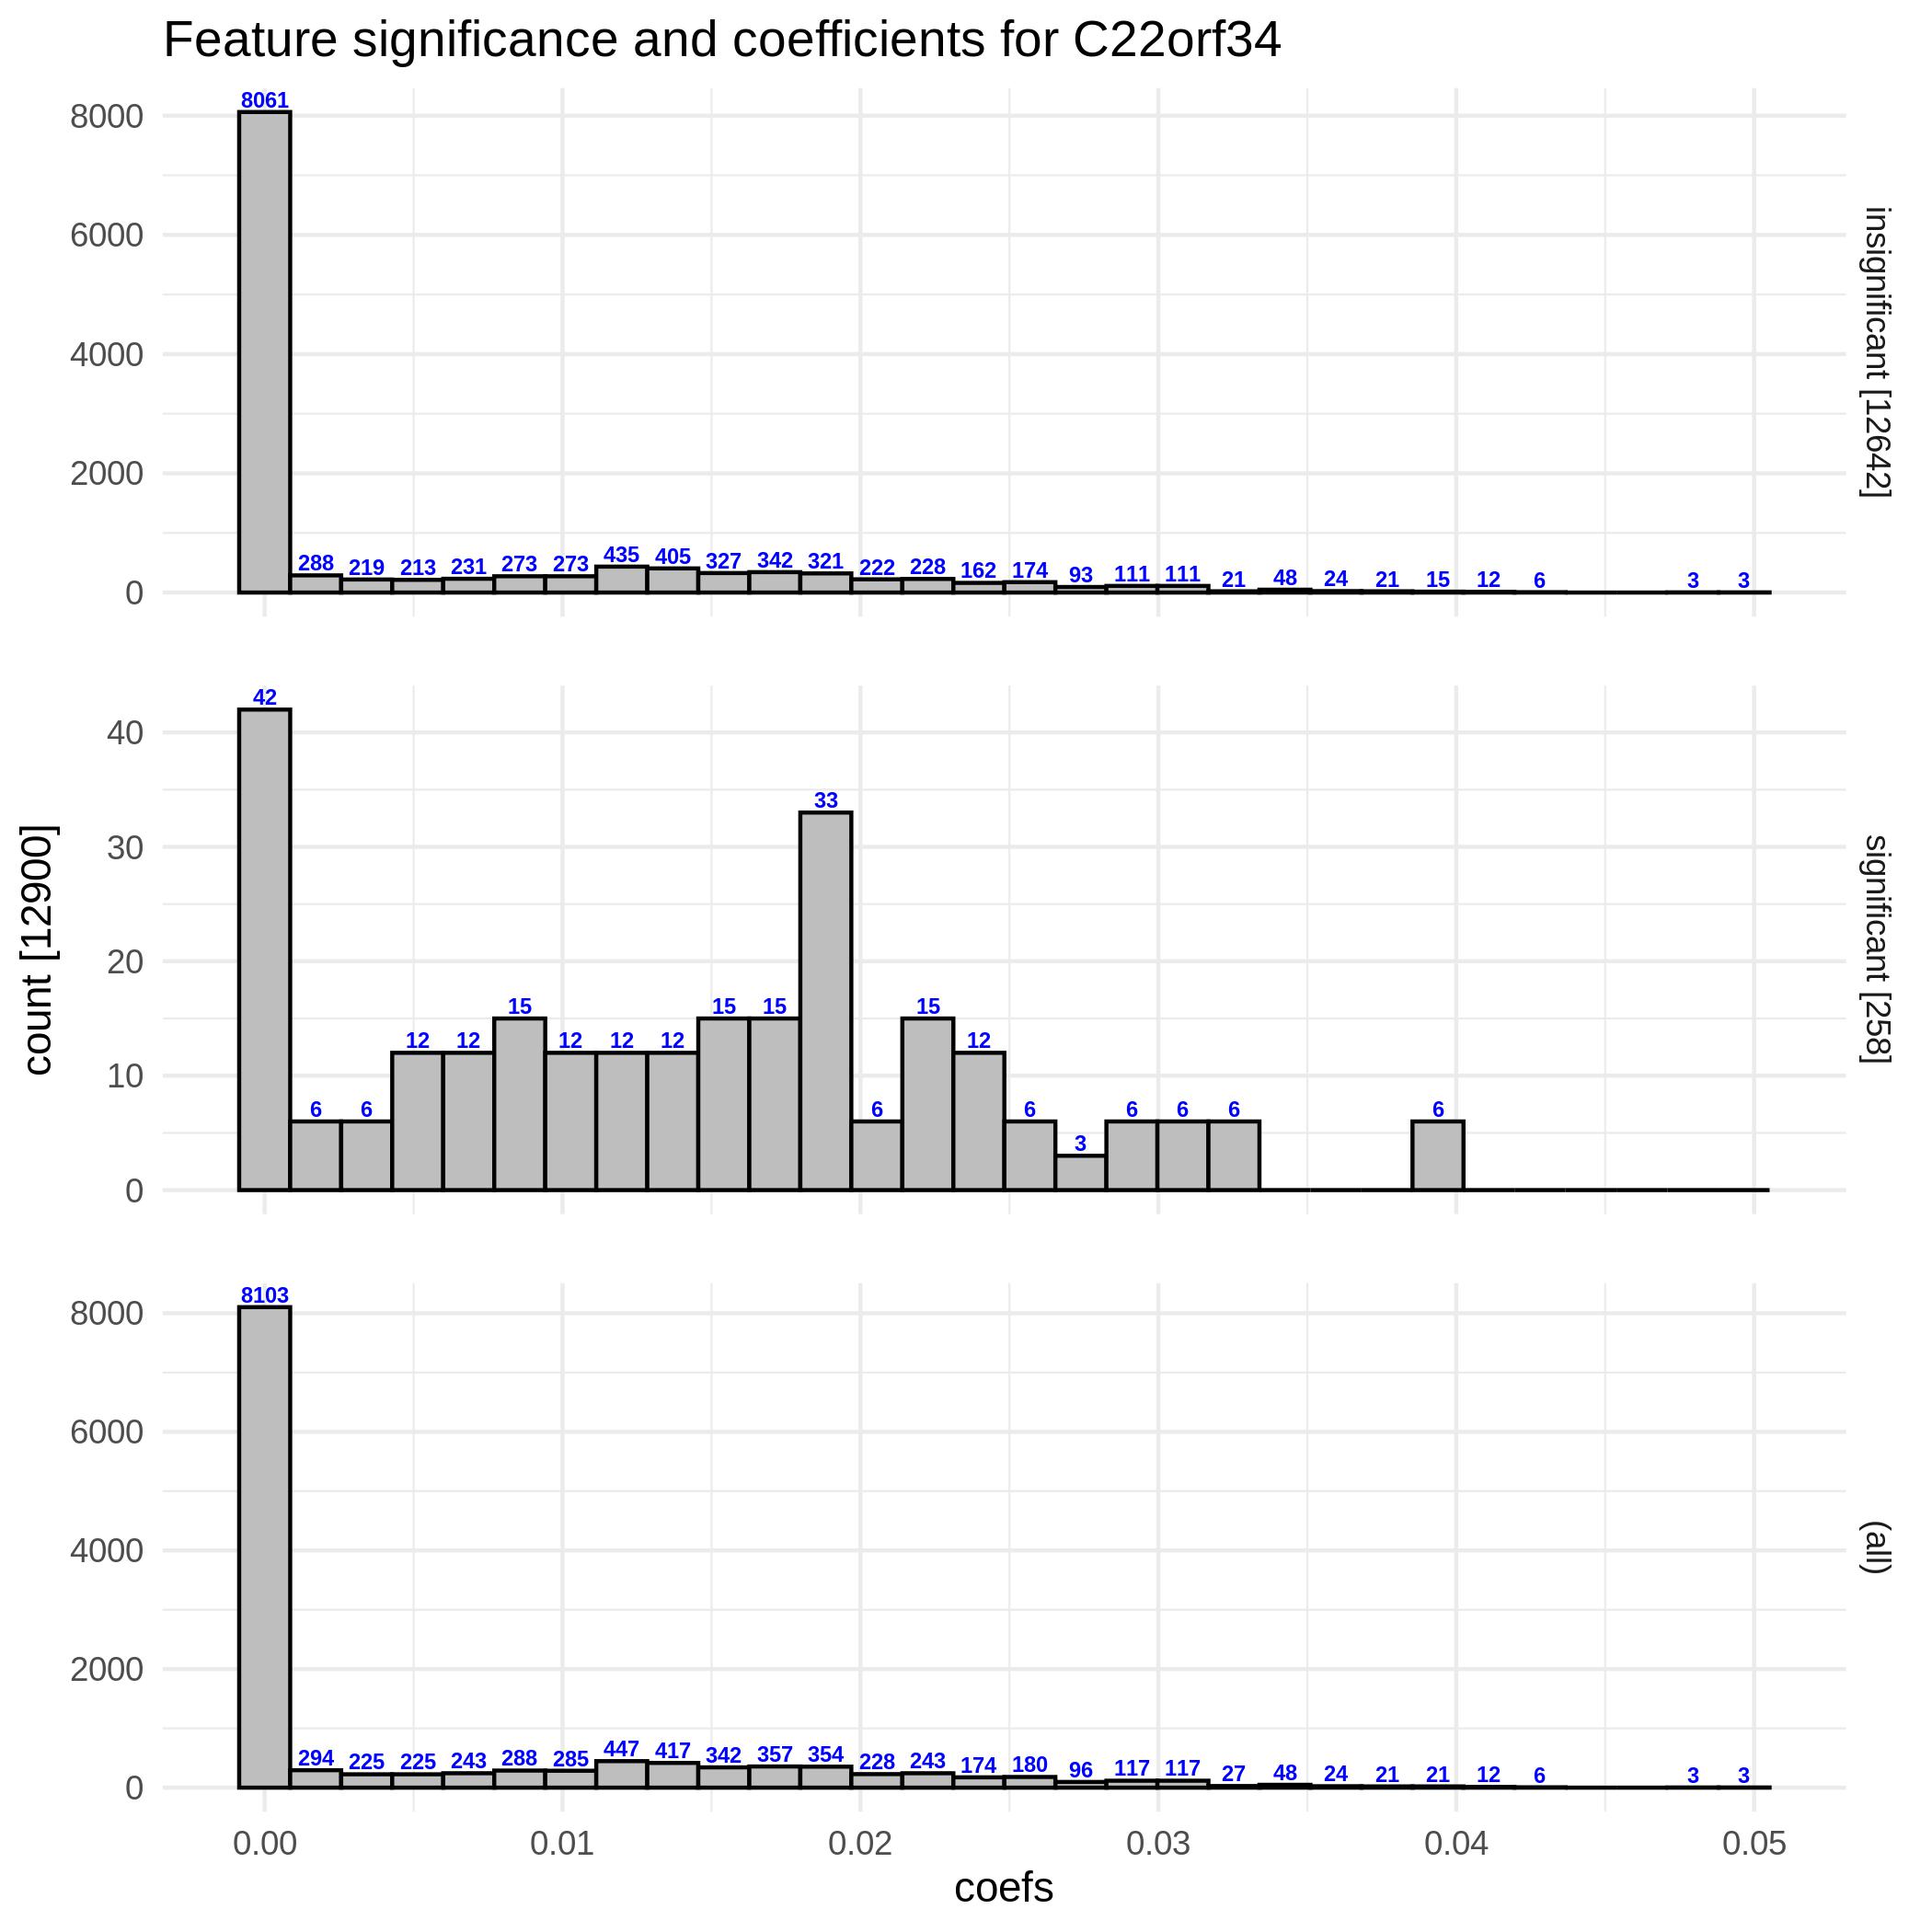 Feature significance and coefficients for C22orf34
8061
8000
6000
4000
2000
0
288 219 213 231 273 273 435 405 327 342 321 222 228 162 174 93 111 111 21 48 24 21 15 12 6 3 3
insignificant [12642]
42
40
30
20
10
0
6 6 12 12 15 12 12 12 15 15 33 6 15 12 6 3 6 6 6 6
significant [258]
count [12900]
8103
8000
6000
4000
2000
0
294 225 225 243 288 285 447 417 342 357 354 228 243 174 180 96 117 117 27 48 24 21 21 12 6 3 3
(all)
0.00 0.01 0.02 0.03 0.04 0.05
coefs